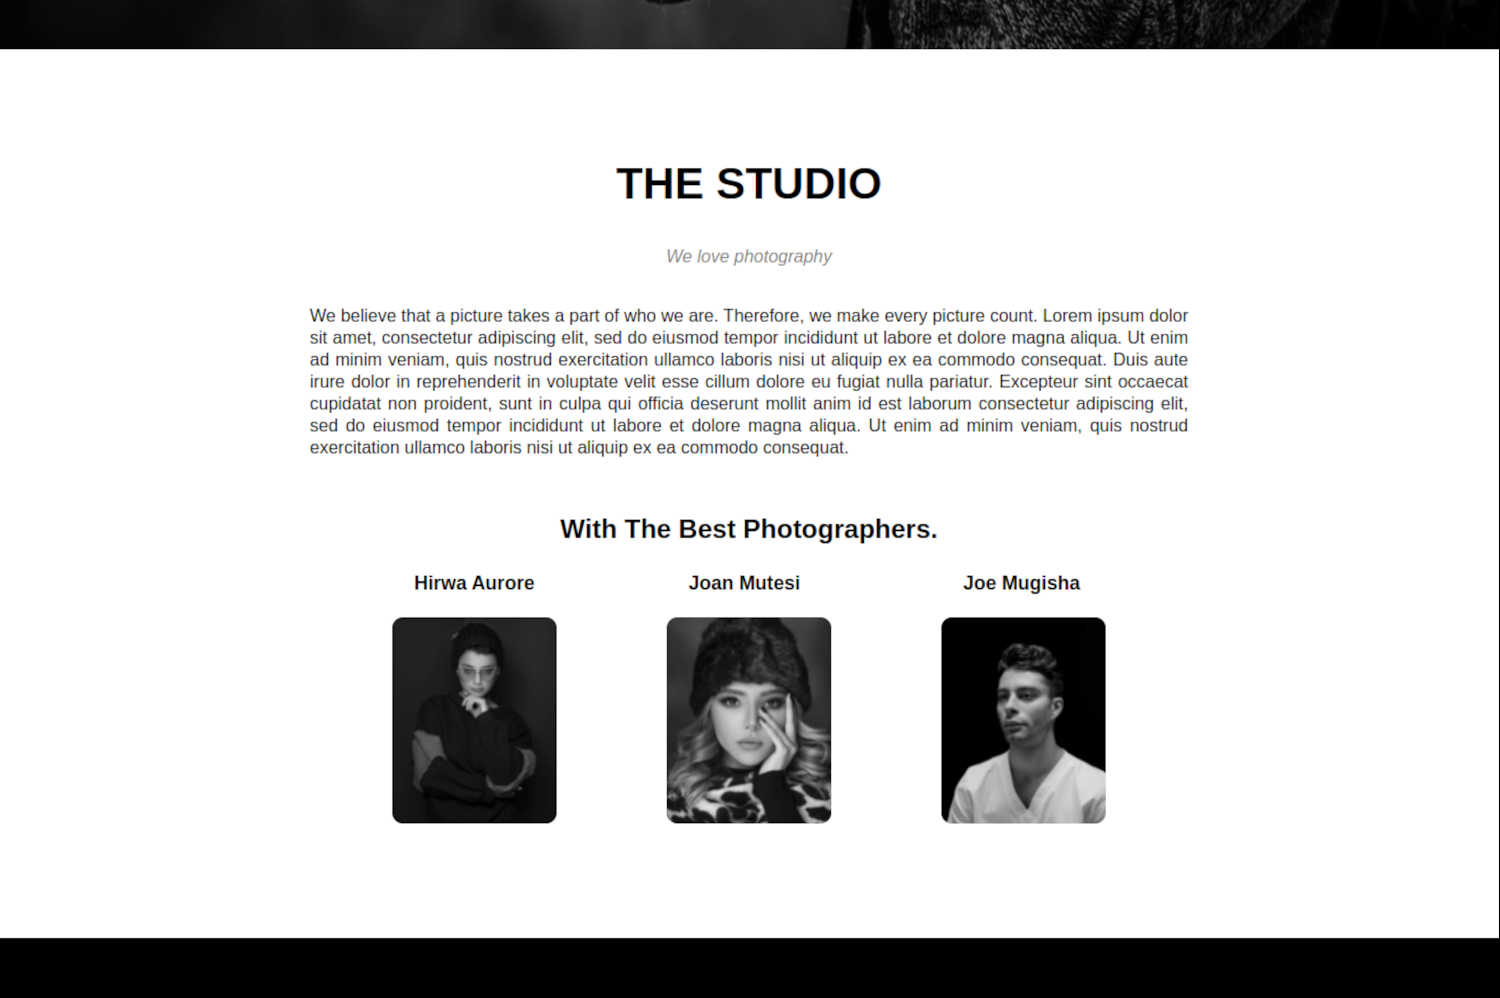 THE STUDIO
We love photography
We believe that a picture takes a part of who we are. Therefore, we make every picture count. Lorem ipsum dolor
sit amet, consectetur adipiscing elit, sed do eiusmod tempor incididunt ut labore et dolore magna aliqua. Ut enim
ad minim veniam, quis nostrud exercitation ullamco laboris nisi ut aliquip ex ea commodo consequat. Duis aute
irure dolor in reprehenderit in voluptate velit esse cillum dolore eu fugiat nulla pariatur. Excepteur sint occaecat
cupidatat non proident, sunt in culpa qui officia deserunt mollit anim id est laborum consectetur adipiscing elit,
sed do eiusmod tempor incididunt ut labore et dolore magna aliqua. Ut enim ad minim veniam, quis nostrud
exercitation ullamco laboris nisi ut aliquip ex ea commodo consequat.
With The Best Photographers.
Hirwa Aurore
Joan Mutesi
Joe Mugisha